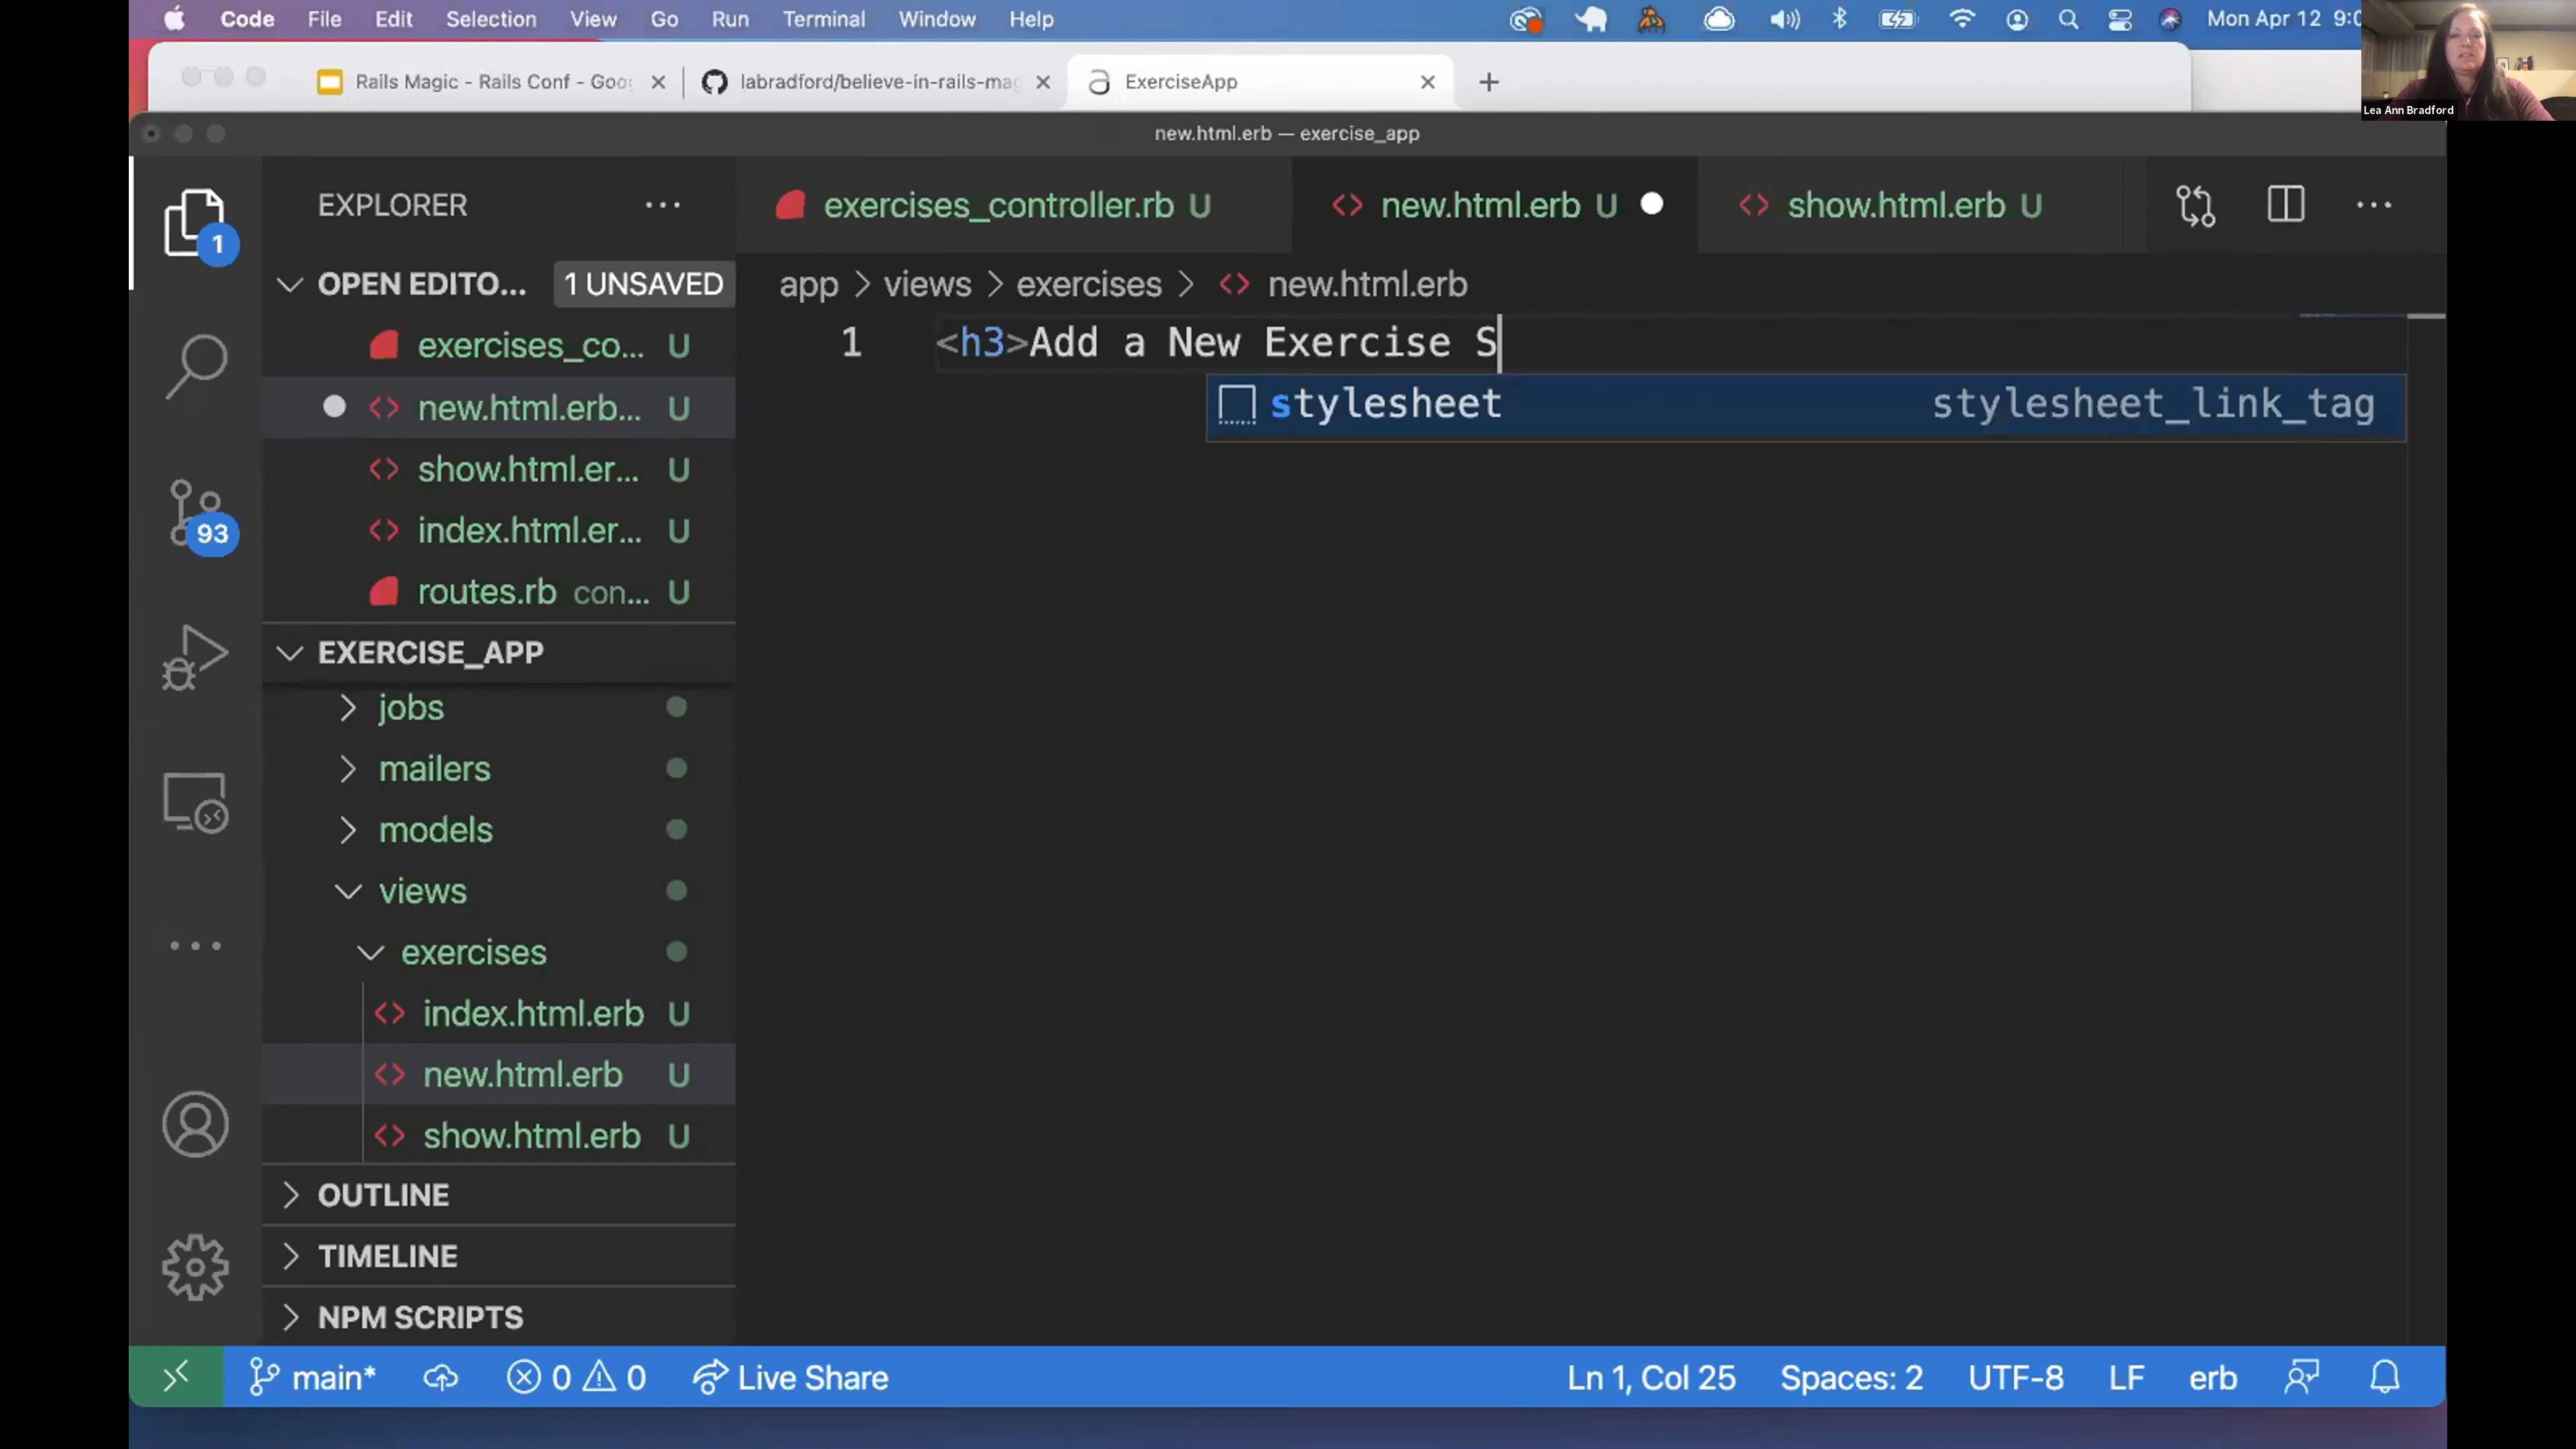 Code File Edit Selection View Go Run Terminal Window Help Mon Apr 12 9:0
Rails Magic - Rails Conf - Goo labradford/believe-in-rails-mag ExerciseApp
Lea Ann Bradford
new.html.erb — exercise_app
EXPLORER
exercises_controller.rb U new.html.erb U show.html.erb U
OPEN EDITO... 1 UNSAVED
app > views > exercises > <> new.html.erb
exercises_co... U
new.html.erb... U
show.html.er... U
index.html.er... U
routes.rb con... U
1 <h3>Add a New Exercise S
stylesheet stylesheet_link_tag
1
93
EXERCISE_APP
jobs
mailers
models
views
exercises
index.html.erb U
new.html.erb U
show.html.erb U
OUTLINE
TIMELINE
NPM SCRIPTS
main* 0 0 Live Share Ln 1, Col 25 Spaces: 2 UTF-8 LF erb